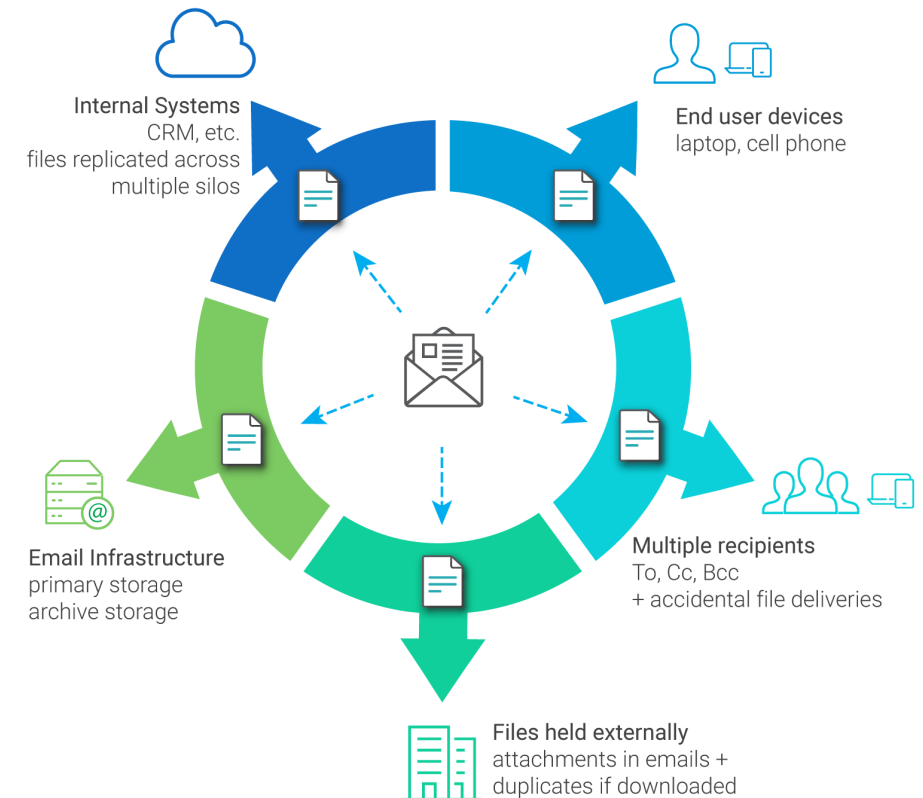 Internal Systems
CRM, etc.
files replicated across
multiple silos
End user devices
laptop, cell phone
@
Email Infrastructure
primary storage
archive storage
Multiple recipients
To, Cc, Bcc
+ accidental file deliveries
Files held externally
attachments in emails +
duplicates if downloaded